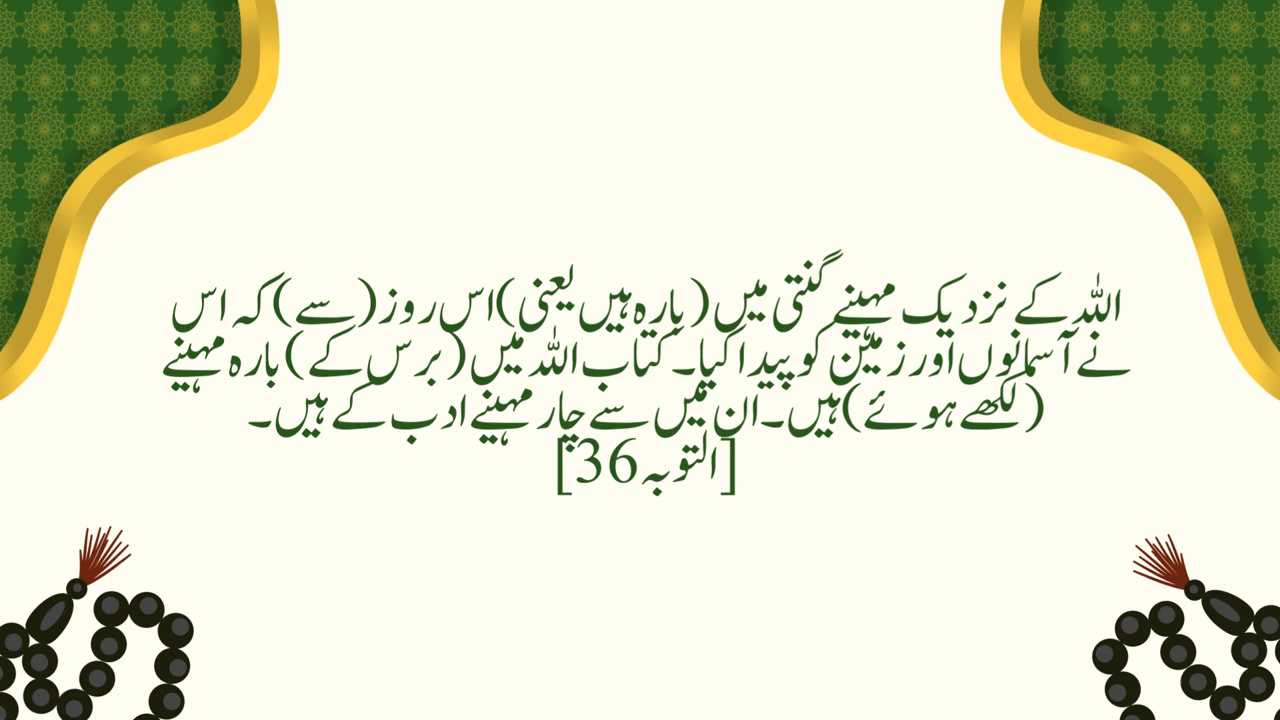 اللہ کے نزدیک مہینے گنتی میں (بارہ ہیں یعنی) اس روز (سے) کہ اس
نے آسمانوں اور زمین کو پیدا کیا۔ کتاب اللہ میں (برس کے) بارہ مہینے
(لکھے ہوئے) ہیں۔ ان میں سے چار مہینے ادب کے ہیں۔
[التوبہ 36]